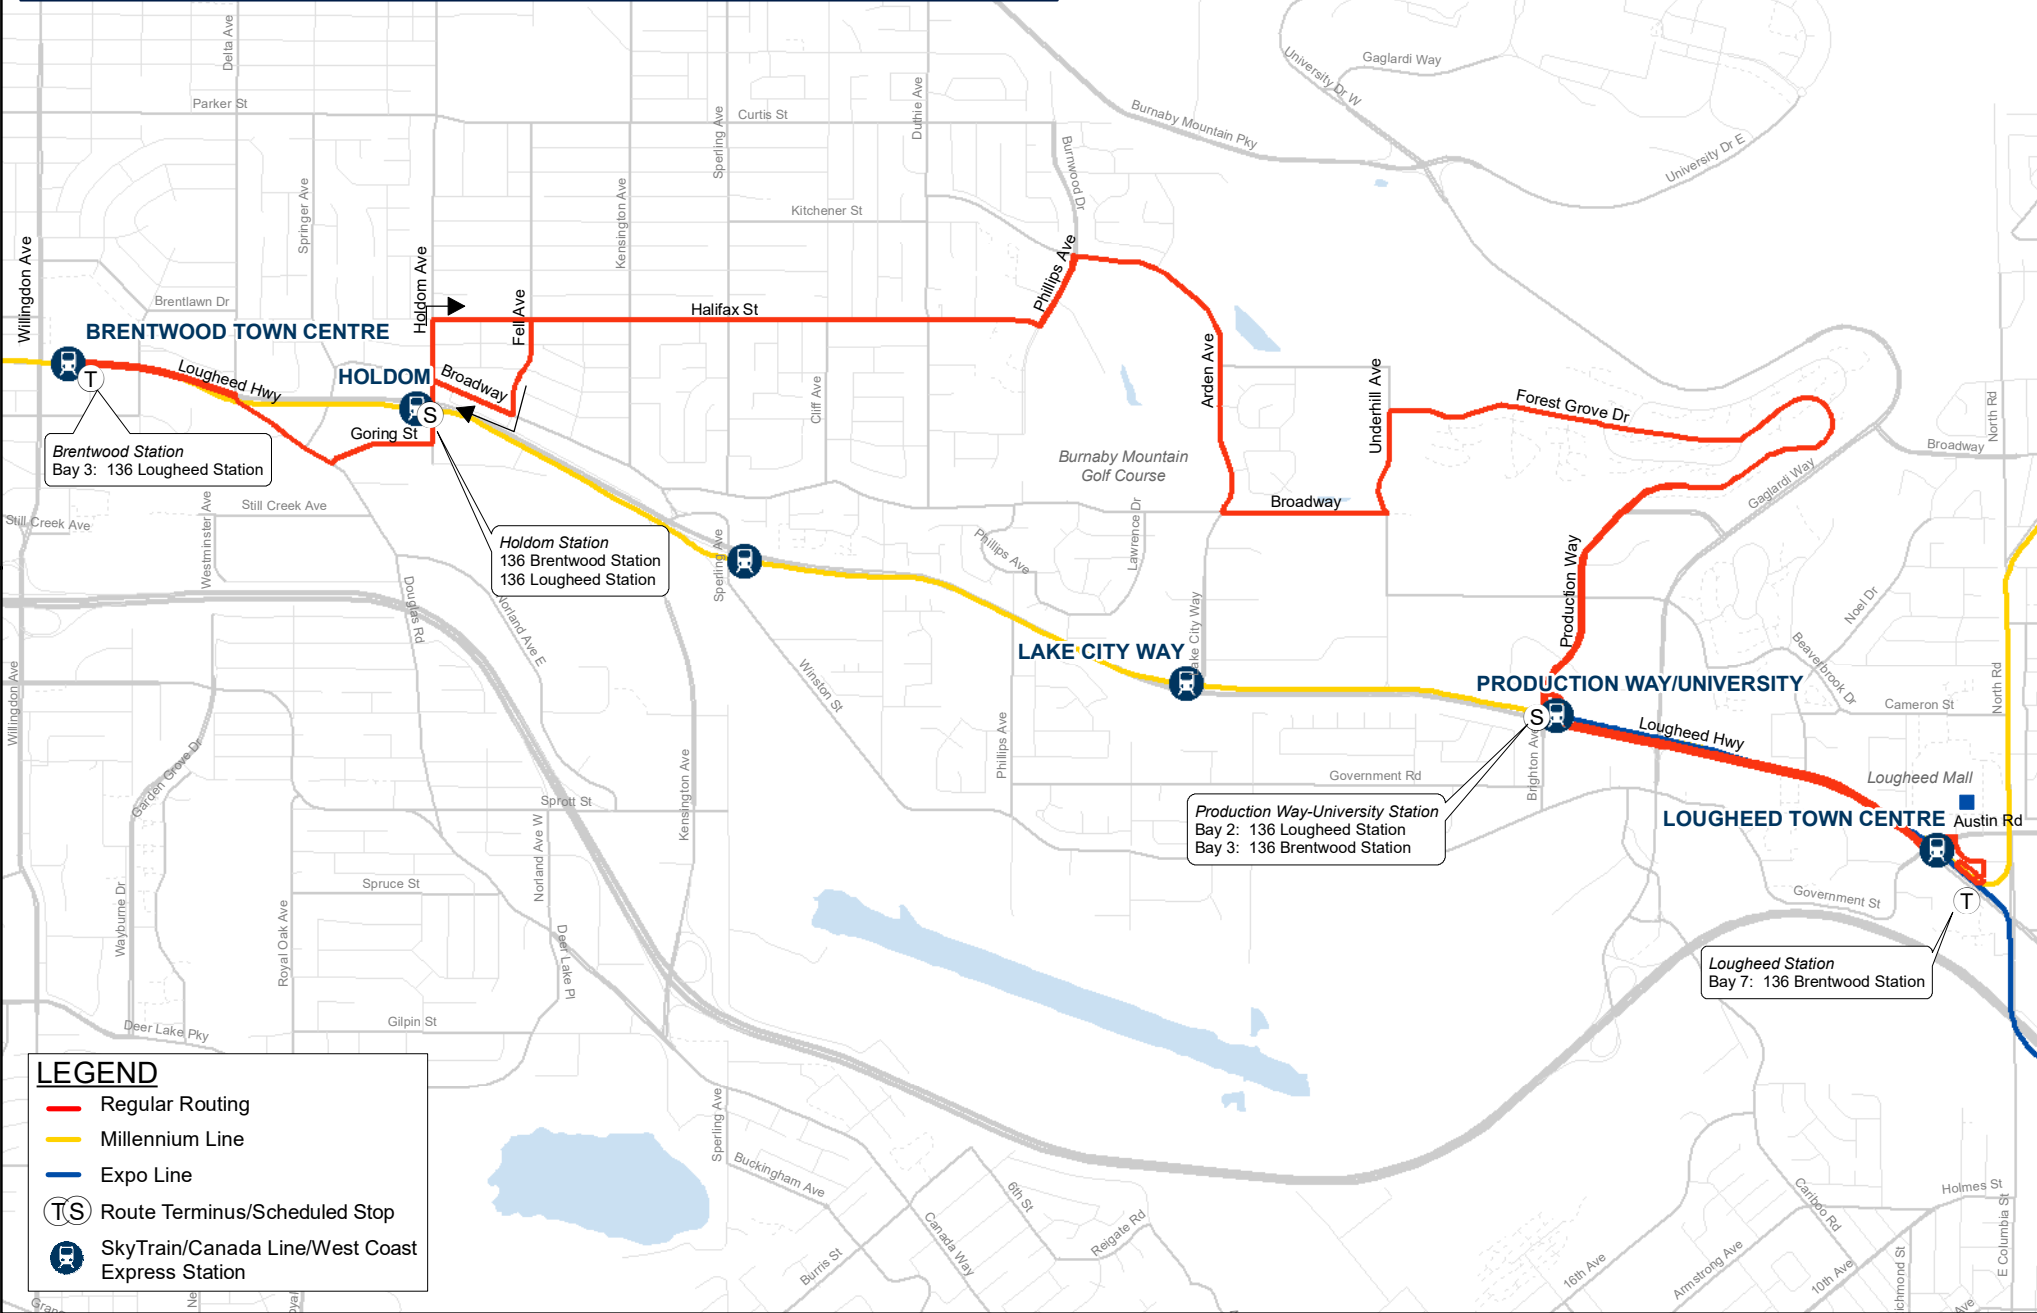 Delta Ave
Gaglardi Way
University Dr W
Parker St
Curtis St
Sperling Ave
Duthie Ave
Burnaby Mountain Pky
Burnwood Dr
University Dr E
Springer Ave
Kensington Ave
Kitchener St
Willingdon Ave
Holdom Ave
Phillips Ave
Brentlawn Dr
Fell Ave
Halifax St
BRENTWOOD TOWN CENTRE
Lougheed Hwy
HOLDOM
Broadway
T
S
Goring St
Cliff Ave
Arden Ave
Underhill Ave
Forest Grove Dr
North Rd
Broadway
Brentwood Station
Bay 3: 136 Lougheed Station
Burnaby Mountain
Golf Course
Gaglardi Way
Broadway
Still Creek Ave
Still Creek Ave
Westminster Ave
Holdom Station
136 Brentwood Station
136 Lougheed Station
Sperling Ave
Phillips Ave
Lawrence Dr
Production Way
Douglas Rd
Norland Ave E
Lake City Way
Noel Dr
Beaverbrook Dr
LAKE CITY WAY
Winston St
Willingdon Ave
PRODUCTION WAY/UNIVERSITY
S
North Rd
Cameron St
Lougheed Hwy
Phillips Ave
Brighton Ave
Government Rd
Lougheed Mall
Garden Grove Dr
Sprott St
Kensington Ave
Production Way-University Station
Bay 2: 136 Lougheed Station
Bay 3: 136 Brentwood Station
LOUGHEED TOWN CENTRE
Austin Rd
Norland Ave W
Spruce St
Government St
T
Wayburne Dr
Royal Oak Ave
Deer Lake Pl
Lougheed Station
Bay 7: 136 Brentwood Station
Deer Lake Pky
Gilpin St
LEGEND
Regular Routing
Millennium Line
Expo Line
TS Route Terminus/Scheduled Stop
SkyTrain/Canada Line/West Coast
Express Station
Sperling Ave
Buckingham Ave
6th St
Canada Way
Reigate Rd
Burris St
Cariboo Rd
Holmes St
E Columbia St
16th Ave
Armstrong Ave
10th Ave